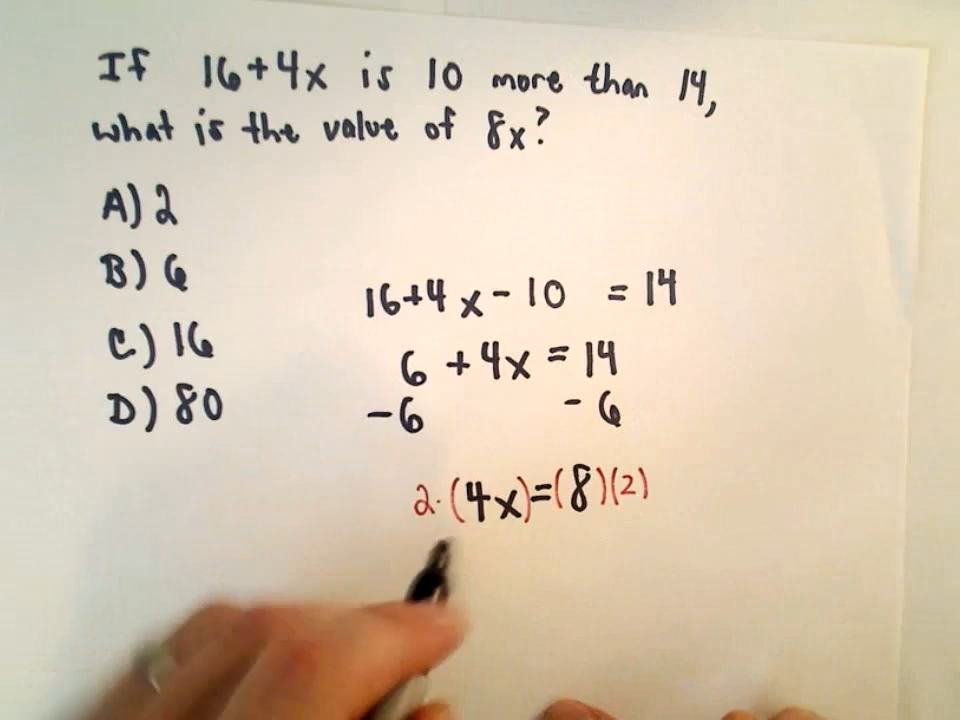 If 16+4x is 10 more than 14,
what is the value of 8x?
A) 2
B) 6
C) 16
D) 80
16+4x-10 = 14
6 + 4x = 14
-6 -6
2·(4x)=(8)(2)